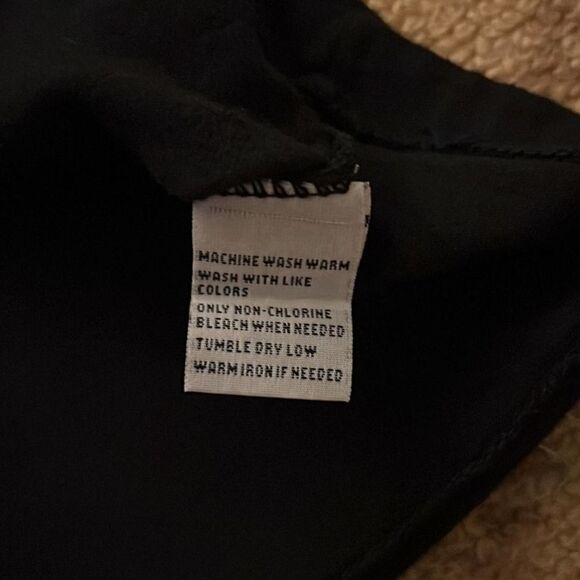 MACHINE WASH WARM
WASH WITH LIKE
COLORS
ONLY NON-CHLORINE
BLEACH WHEN NEEDED
TUMBLE DRY LOW
WARM IRON IF NEEDED